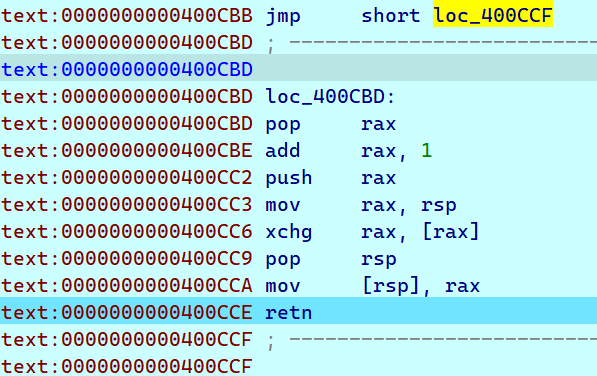 text:0000000000400CBB jmp     short loc_400CCF
text:0000000000400CBD ; ---------------------------
text:0000000000400CBD
text:0000000000400CBD loc_400CBD:
text:0000000000400CBD pop     rax
text:0000000000400CBE add     rax, 1
text:0000000000400CC2 push    rax
text:0000000000400CC3 mov     rax, rsp
text:0000000000400CC6 xchg    rax, [rax]
text:0000000000400CC9 pop     rsp
text:0000000000400CCA mov     [rsp], rax
text:0000000000400CCE retn
text:0000000000400CCF ; ---------------------------
text:0000000000400CCF